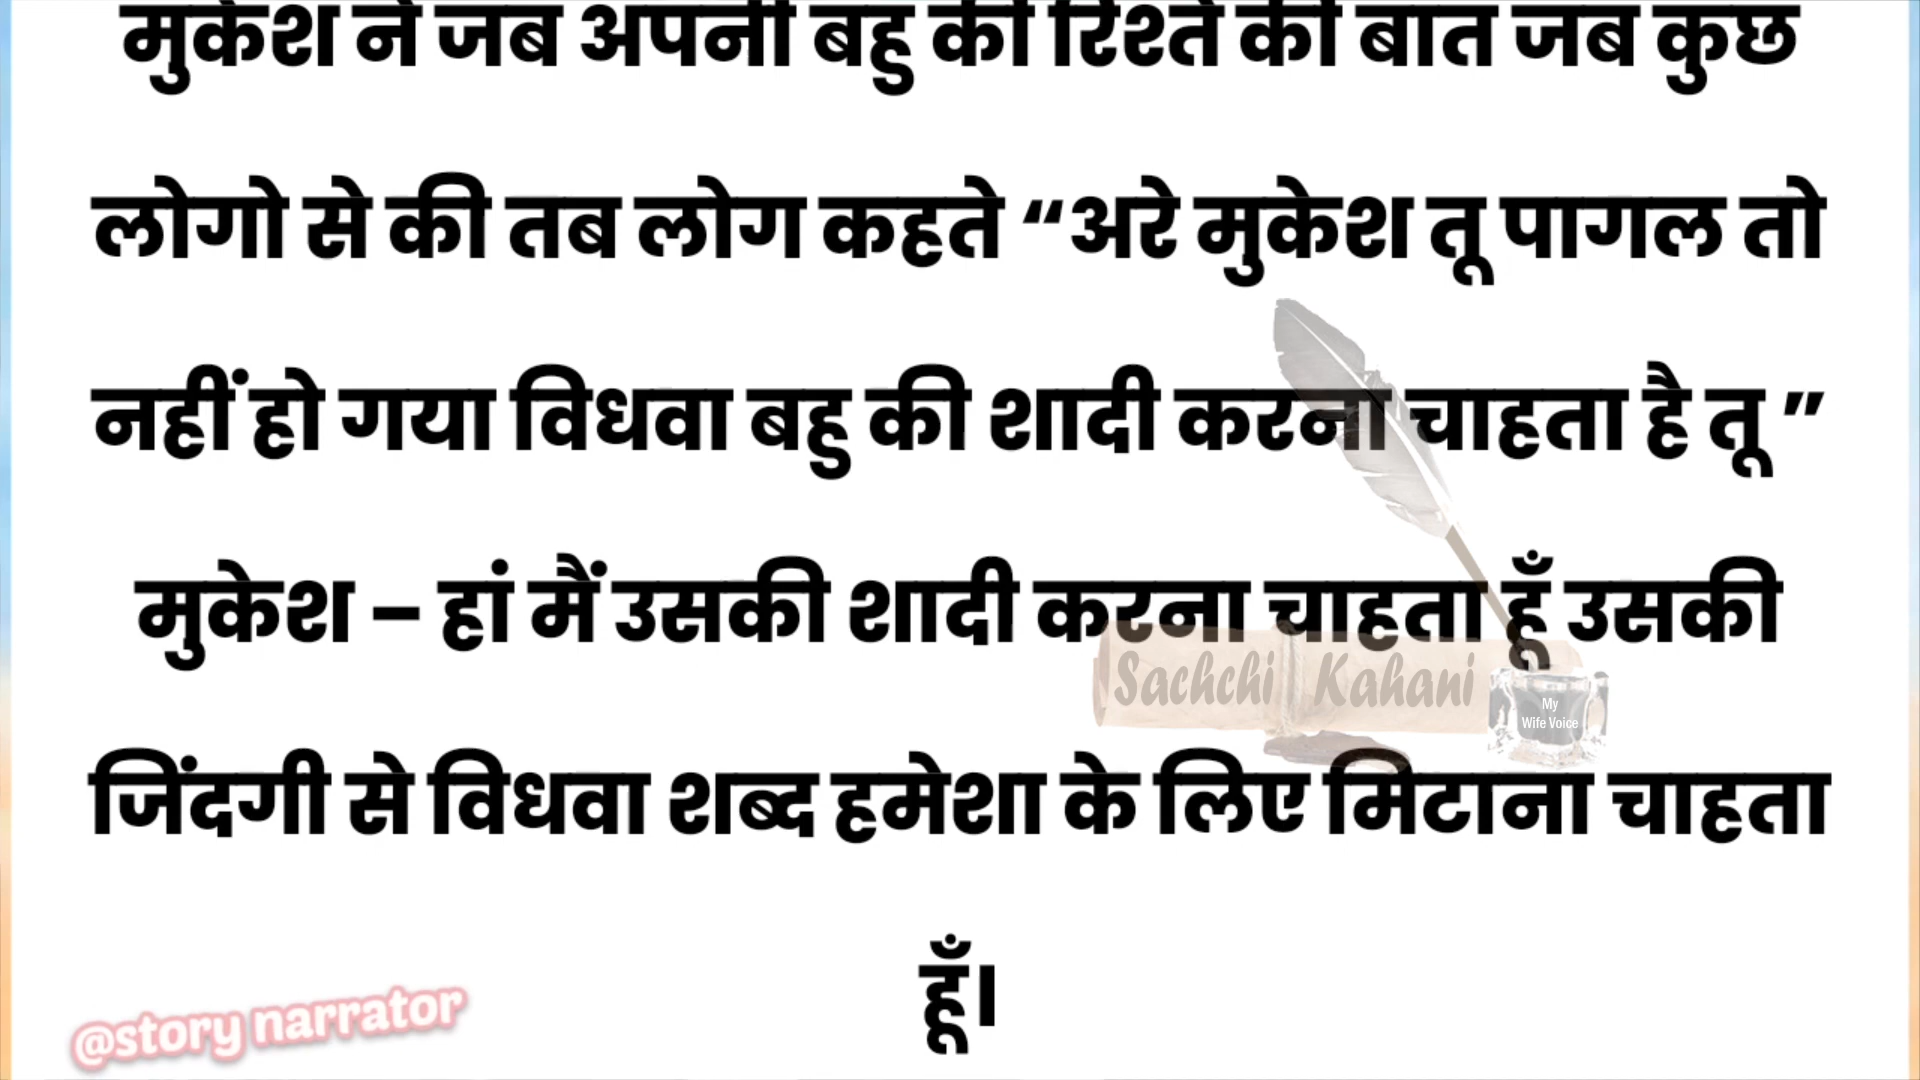 मुकेश ने जब अपनी बहु की रिश्ते की बात जब कुछ
लोगो से की तब लोग कहते “अरे मुकेश तू पागल तो
नहीं हो गया विधवा बहु की शादी करना चाहता है तू ”
मुकेश – हां मैं उसकी शादी करना चाहता हूँ उसकी
Sachchi Kahani
My
Wife Voice
जिंदगी से विधवा शब्द हमेशा के लिए मिटाना चाहता
हूँ।
@story narrator